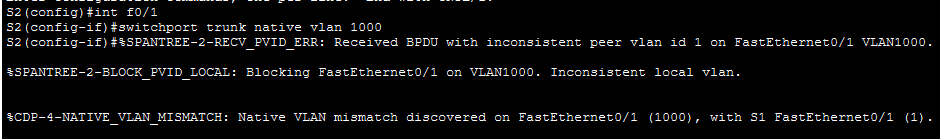 S2(config)#int f0/1
S2(config-if)#switchport trunk native vlan 1000
S2(config-if)#%SPANTREE-2-RECV_PVID_ERR: Received BPDU with inconsistent peer vlan id 1 on FastEthernet0/1 VLAN1000.
%SPANTREE-2-BLOCK_PVID_LOCAL: Blocking FastEthernet0/1 on VLAN1000. Inconsistent local vlan.
%CDP-4-NATIVE_VLAN_MISMATCH: Native VLAN mismatch discovered on FastEthernet0/1 (1000), with S1 FastEthernet0/1 (1).